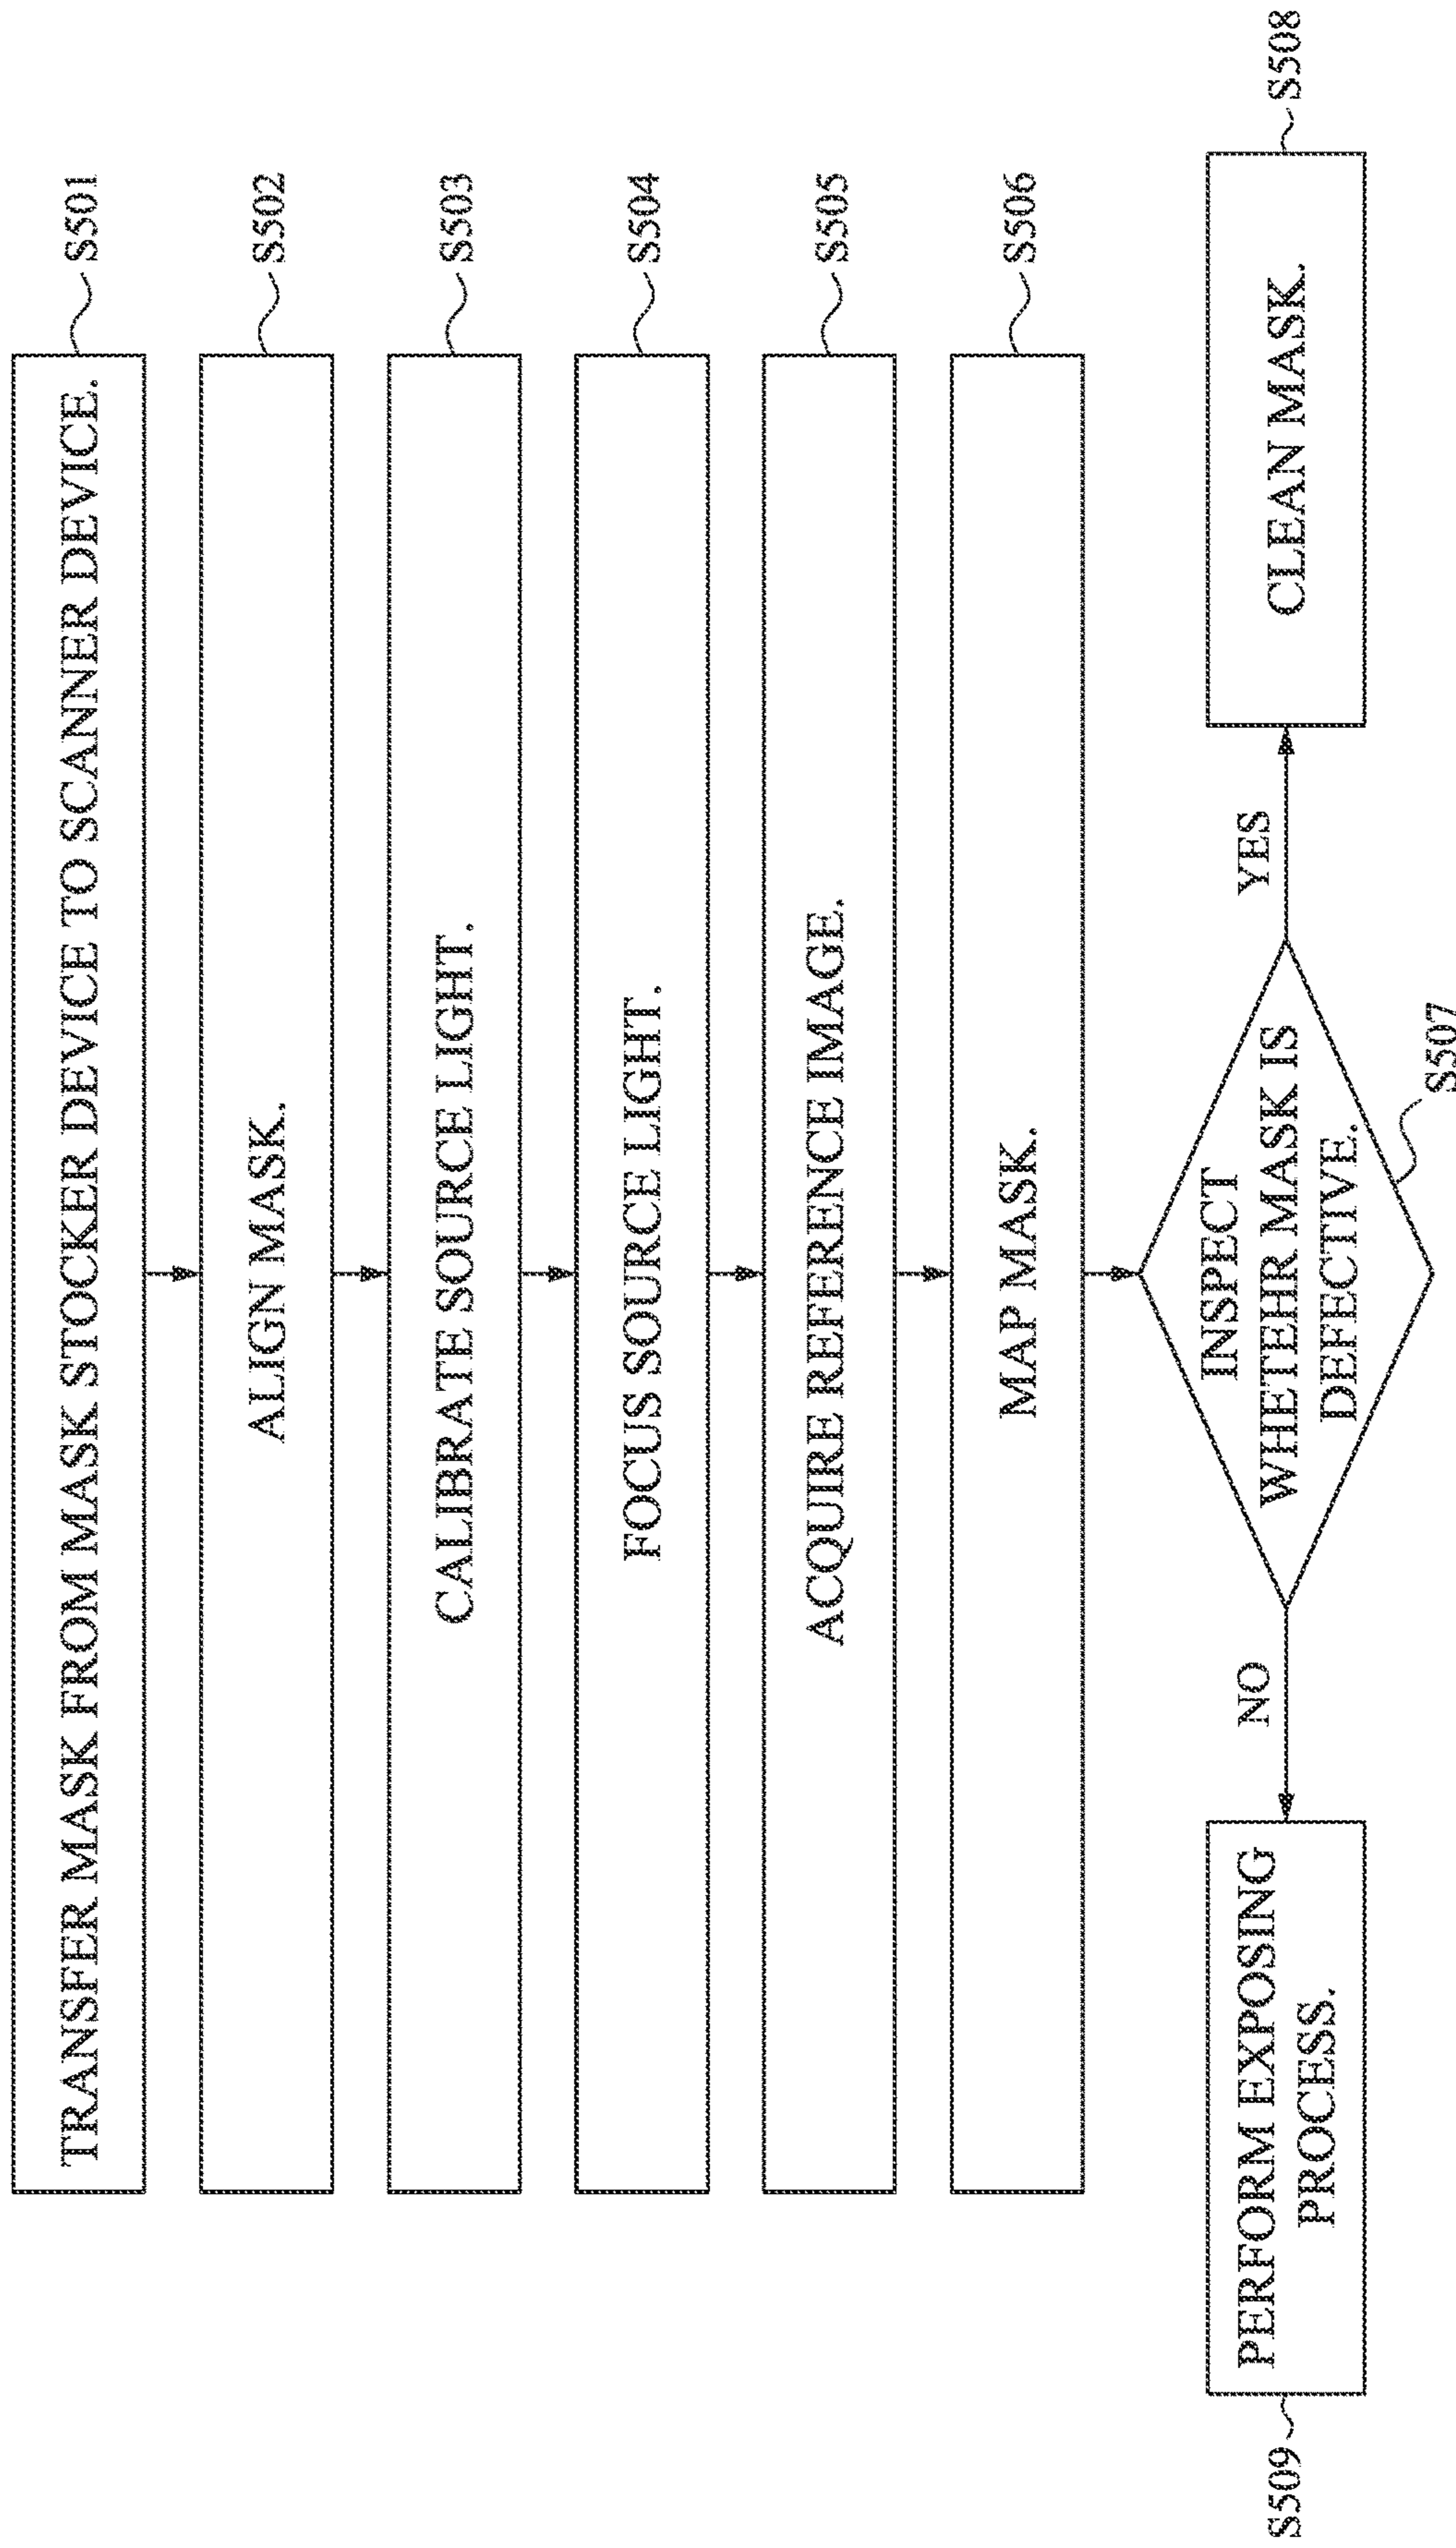 TRANSFER MASK FROM MASK STOCKER DEVICE TO SCANNER DEVICE.
S501
ALIGN MASK.
S502
CALIBRATE SOURCE LIGHT.
S503
FOCUS SOURCE LIGHT.
S504
ACQUIRE REFERENCE IMAGE.
S505
MAP MASK.
S506
INSPECT
WHETEHR MASK IS
DEFECTIVE.
S507
YES
CLEAN MASK.
S508
NO
PERFORM EXPOSING
PROCESS.
S509